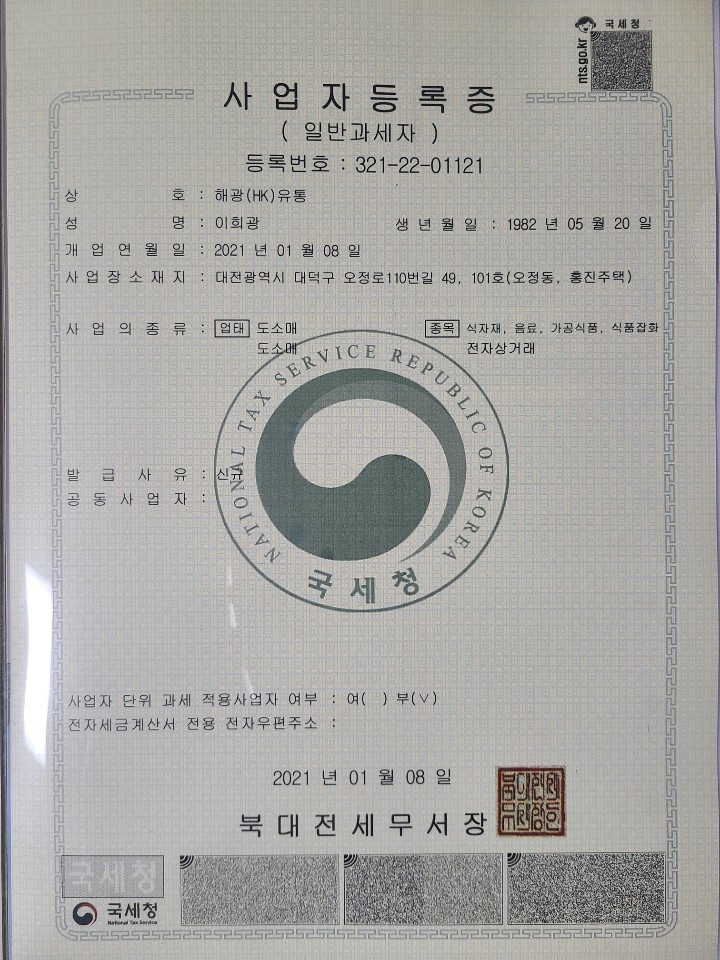 국세청
nts.go.kr
사업자등록증
( 일반과세자 )
등록번호 : 321-22-01121
상 호 : 해광(HK)유통
성 명 : 이희광 생 년 월 일 : 1982 년 05 월 20 일
개 업 연 월 일 : 2021 년 01 월 08 일
사 업 장 소 재 지 : 대전광역시 대덕구 오정로110번길 49, 101호(오정동, 홍진주택)
사 업 의 종 류 : 업태 도소매 종목 식자재, 음료, 가공식품, 식품잡화
도소매 전자상거래
NATIONAL TAX SERVICE REPUBLIC OF KOREA
발 급 사 유 : 신규
공 동 사 업 자 :
국세청
사업자 단위 과세 적용사업자 여부 : 여( ) 부(∨)
전자세금계산서 전용 전자우편주소 :
2021 년 01 월 08 일
북대전세무서장
국세청
국세청
National Tax Service